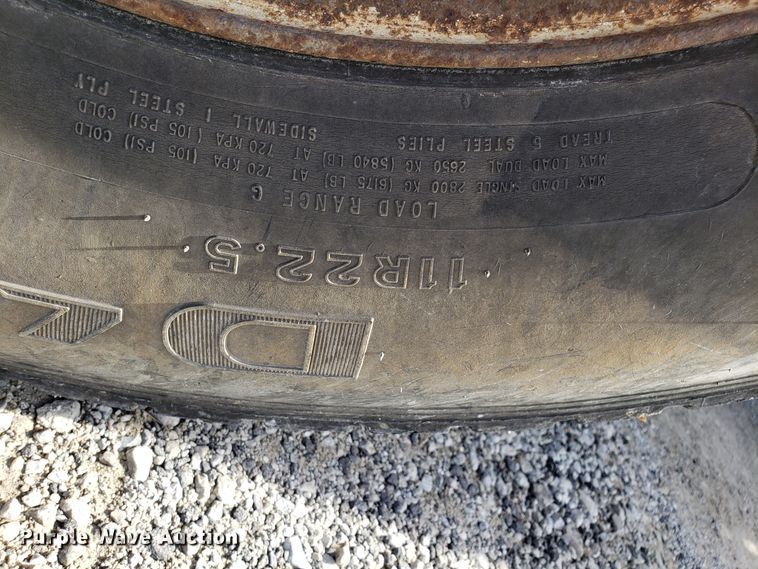 LOAD RANGE G
MAX LOAD SINGLE 2800 KG (6175 LB) AT 720 KPA (105 PSI) COLD
MAX LOAD DUAL 2650 KG (5840 LB) AT 720 KPA (105 PSI) COLD
TREAD 5 STEEL PLIES SIDEWALL 1 STEEL PLY
11R22.5
Purple Wave Auction